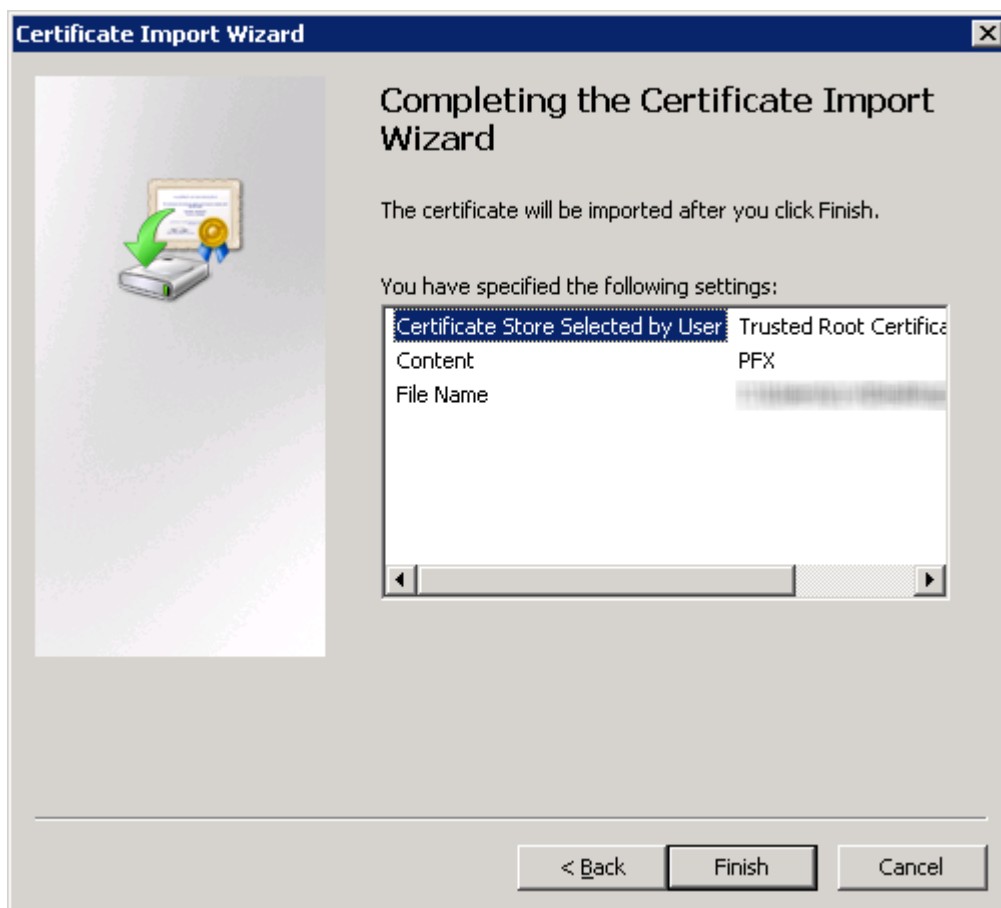 Certificate Import Wizard
Completing the Certificate Import
Wizard
The certificate will be imported after you click Finish.
You have specified the following settings:
Certificate Store Selected by User Trusted Root Certifica
Content PFX
File Name
< Back Finish Cancel